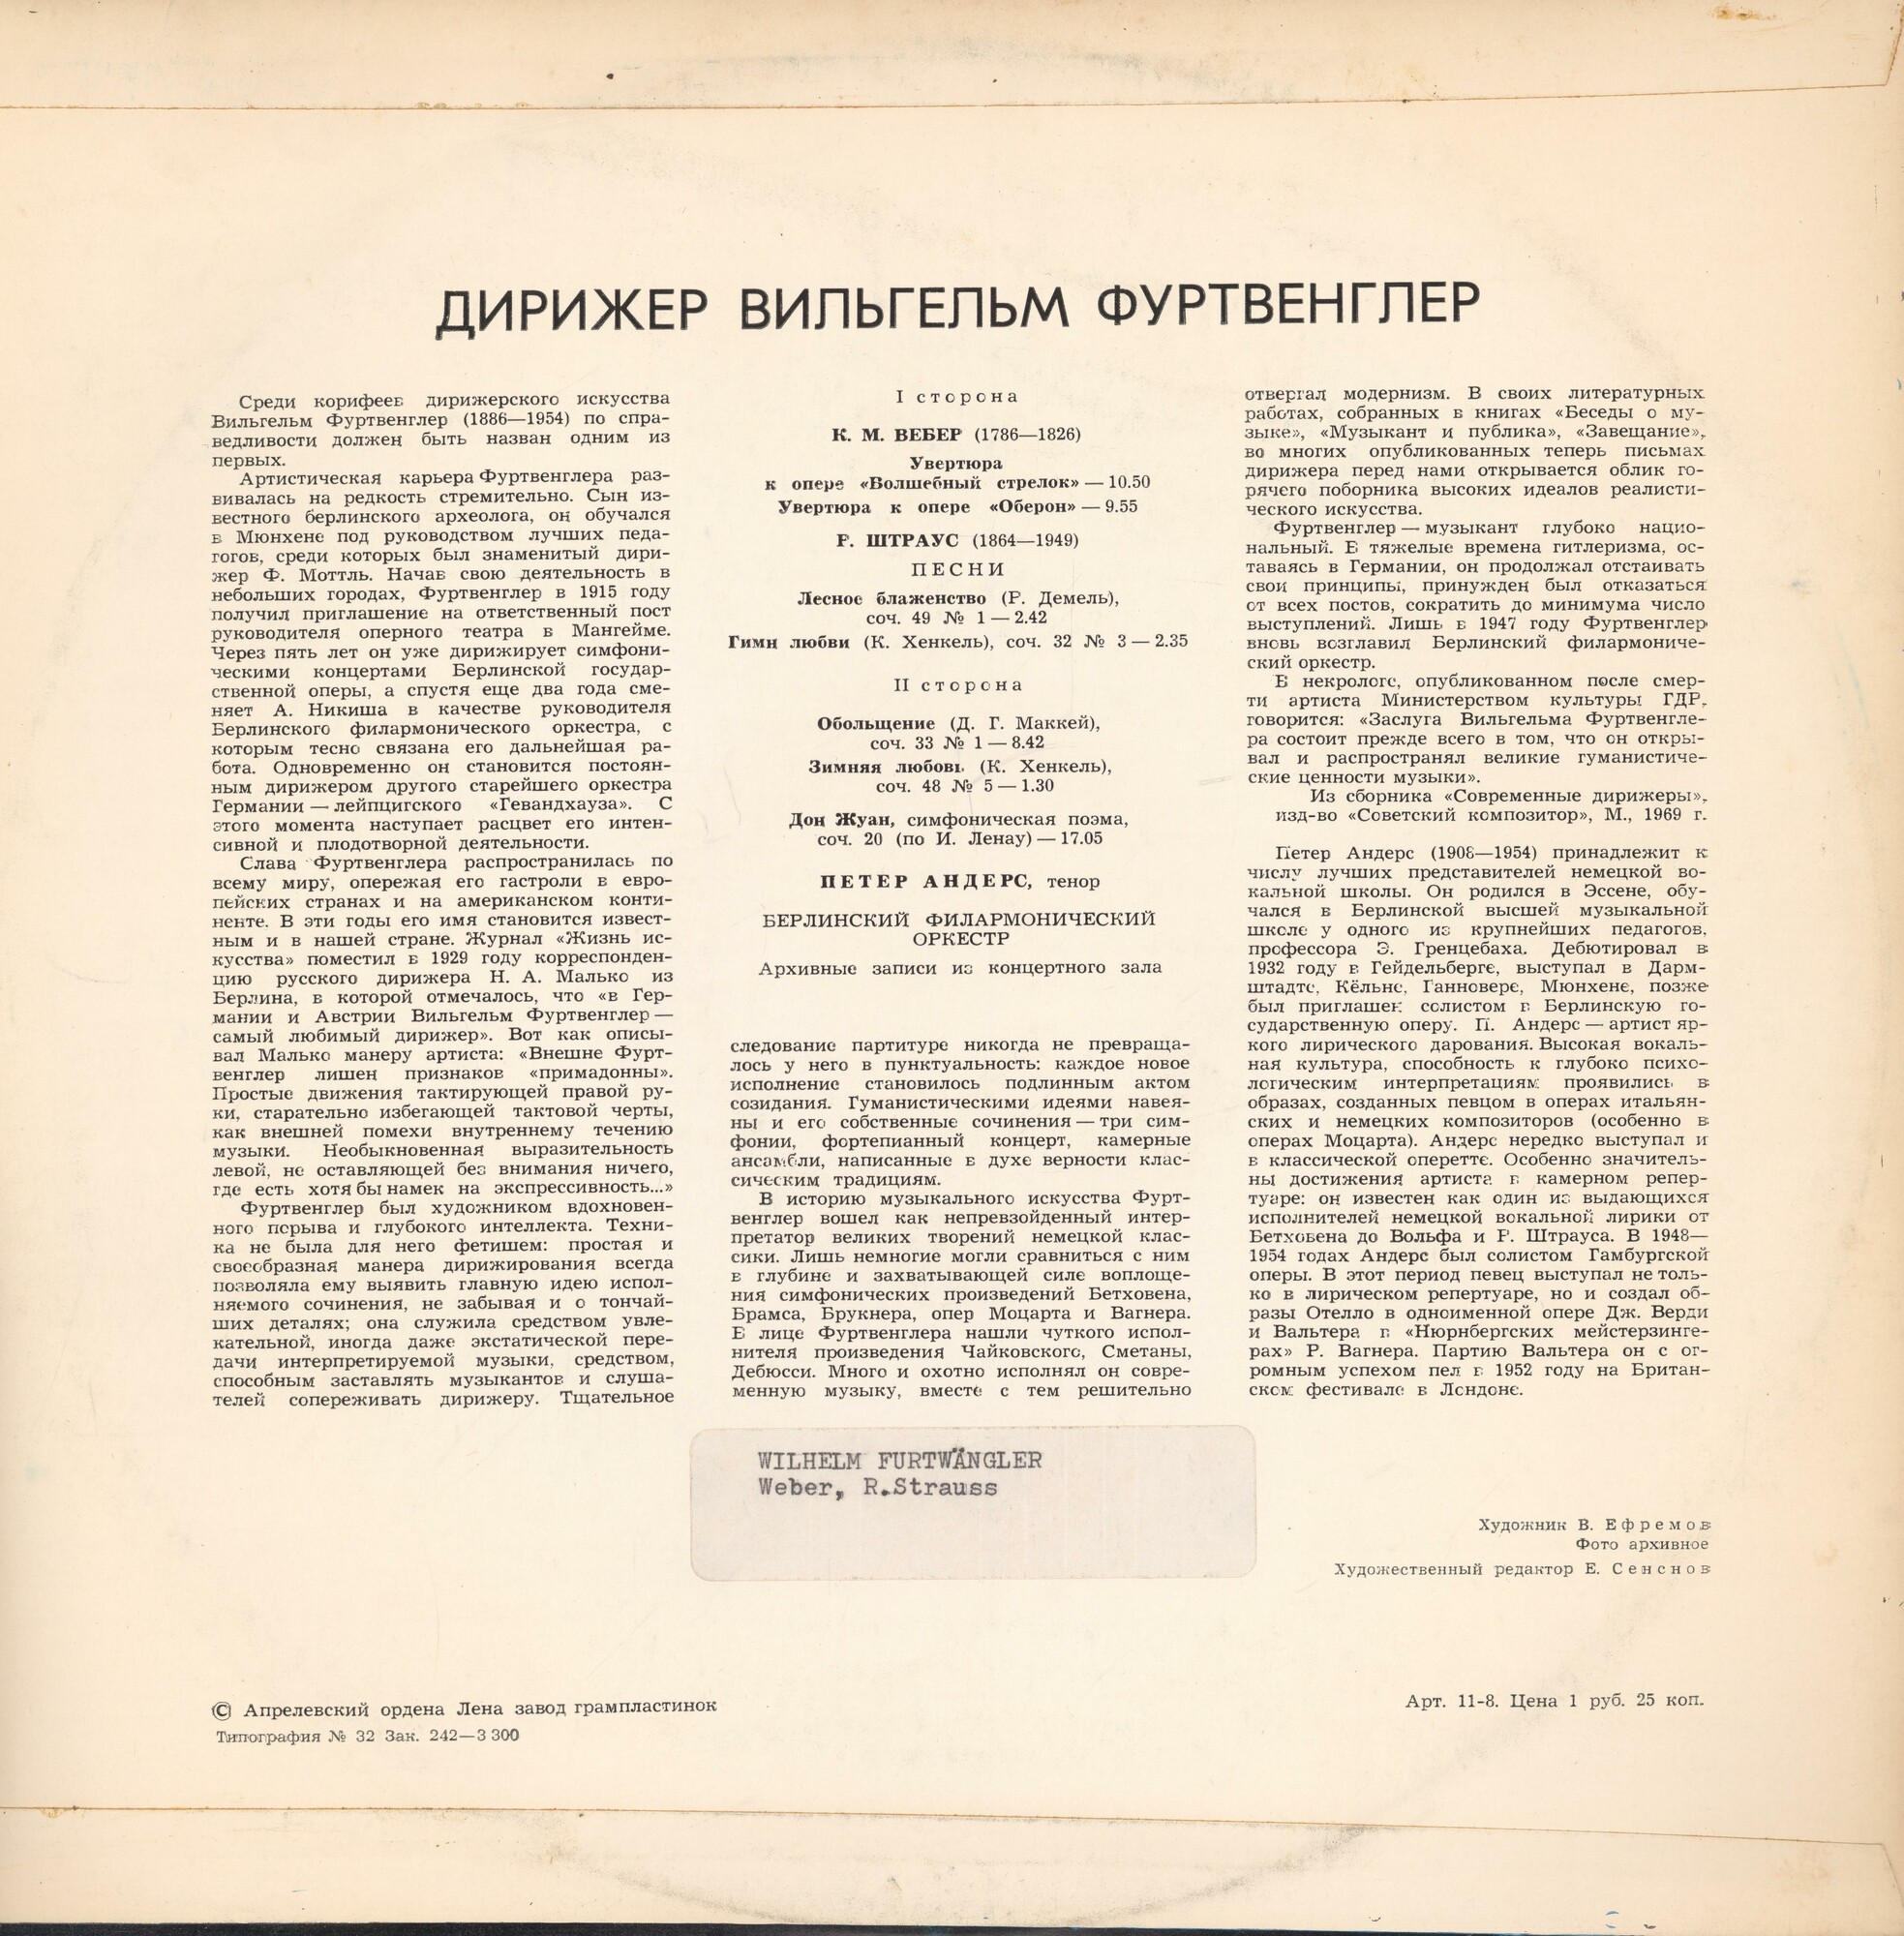 ДИРИЖЕР ВИЛЬГЕЛЬМ ФУРТВЕНГЛЕР
Среди корифеев дирижерского искусства
Вильгельм Фуртвенглер (1886—1954) по спра-
ведливости должен быть назван одним из
первых.
Артистическая карьера Фуртвенглера раз-
вивалась на редкость стремительно. Сын из-
вестного берлинского археолога, он обучался
в Мюнхене под руководством лучших педа-
гогов, среди которых был знаменитый дири-
жер Ф. Моттль. Начав свою деятельность в
небольших городах, Фуртвенглер в 1915 году
получил приглашение на ответственный пост
руководителя оперного театра в Мангейме.
Через пять лет он уже дирижирует симфони-
ческими концертами Берлинской государ-
ственной оперы, а спустя еще два года сме-
няет А. Никиша в качестве руководителя
Берлинского филармонического оркестра, с
которым тесно связана его дальнейшая ра-
бота. Одновременно он становится постоян-
ным дирижером другого старейшего оркестра
Германии — лейпцигского «Гевандхауза». С
этого момента наступает расцвет его интен-
сивной и плодотворной деятельности.
Слава Фуртвенглера распространилась по
всему миру, опережая его гастроли в евро-
пейских странах и на американском конти-
ненте. В эти годы его имя становится извест-
ным и в нашей стране. Журнал «Жизнь ис-
кусства» поместил в 1929 году корреспонден-
цию русского дирижера Н. А. Малько из
Берлина, в которой отмечалось, что «в Гер-
мании и Австрии Вильгельм Фуртвенглер —
самый любимый дирижер». Вот как описы-
вал Малько манеру артиста: «Внешне Фурт-
венглер лишен признаков «примадонны».
Простые движения тактирующей правой ру-
ки, старательно избегающей тактовой черты,
как внешней помехи внутреннему течению
музыки. Необыкновенная выразительность
левой, не оставляющей без внимания ничего,
где есть хотя бы намек на экспрессивность...»
Фуртвенглер был художником вдохновен-
ного порыва и глубокого интеллекта. Техни-
ка не была для него фетишем: простая и
своеобразная манера дирижирования всегда
позволяла ему выявить главную идею испол-
няемого сочинения, не забывая и о тончай-
ших деталях; она служила средством увле-
кательной, иногда даже экстатической пере-
дачи интерпретируемой музыки, средством,
способным заставлять музыкантов и слуша-
телей сопереживать дирижеру. Тщательное
I сторона
К. М. ВЕБЕР (1786—1826)
Увертюра
к опере «Волшебный стрелок» — 10.50
Увертюра к опере «Оберон» — 9.55
Р. ШТРАУС (1864—1949)
ПЕСНИ
Лесное блаженство (Р. Демель),
соч. 49 № 1 — 2.42
Гимн любви (К. Хенкель), соч. 32 № 3 — 2.35
II сторона
Обольщение (Д. Г. Маккей),
соч. 33 № 1 — 8.42
Зимняя любовь (К. Хенкель),
соч. 48 № 5 — 1.30
Дон Жуан, симфоническая поэма,
соч. 20 (по И. Ленау) — 17.05
ПЕТЕР АНДЕРС, тенор
БЕРЛИНСКИЙ ФИЛАРМОНИЧЕСКИЙ
ОРКЕСТР
Архивные записи из концертного зала
следование партитуре никогда не превраща-
лось у него в пунктуальность: каждое новое
исполнение становилось подлинным актом
созидания. Гуманистическими идеями навея-
ны и его собственные сочинения — три сим-
фонии, фортепианный концерт, камерные
ансамбли, написанные в духе верности клас-
сическим традициям.
В историю музыкального искусства Фурт-
венглер вошел как непревзойденный интер-
претатор великих творений немецкой клас-
сики. Лишь немногие могли сравниться с ним
в глубине и захватывающей силе воплоще-
ния симфонических произведений Бетховена,
Брамса, Брукнера, опер Моцарта и Вагнера.
В лице Фуртвенглера нашли чуткого испол-
нителя произведения Чайковского, Сметаны,
Дебюсси. Много и охотно исполнял он совре-
менную музыку, вместе с тем решительно
отвергал модернизм. В своих литературных
работах, собранных в книгах «Беседы о му-
зыке», «Музыкант и публика», «Завещание»,
во многих опубликованных теперь письмах
дирижера перед нами открывается облик го-
рячего поборника высоких идеалов реалисти-
ческого искусства.
Фуртвенглер — музыкант глубоко нацио-
нальный. В тяжелые времена гитлеризма, ос-
таваясь в Германии, он продолжал отстаивать
свои принципы, принужден был отказаться
от всех постов, сократить до минимума число
выступлений. Лишь в 1947 году Фуртвенглер
вновь возглавил Берлинский филармониче-
ский оркестр.
В некрологе, опубликованном после смер-
ти артиста Министерством культуры ГДР,
говорится: «Заслуга Вильгельма Фуртвенгле-
ра состоит прежде всего в том, что он откры-
вал и распространял великие гуманистиче-
ские ценности музыки».
Из сборника «Современные дирижеры»,
изд-во «Советский композитор», М., 1969 г.
Петер Андерс (1908—1954) принадлежит к
числу лучших представителей немецкой во-
кальной школы. Он родился в Эссене, обу-
чался в Берлинской высшей музыкальной
школе у одного из крупнейших педагогов,
профессора Э. Гренцебаха. Дебютировал в
1932 году в Гейдельберге, выступал в Дарм-
штадте, Кёльне, Ганновере, Мюнхене, позже
был приглашен солистом в Берлинскую го-
сударственную оперу. П. Андерс — артист яр-
кого лирического дарования. Высокая вокаль-
ная культура, способность к глубоко психо-
логическим интерпретациям проявились в
образах, созданных певцом в операх итальян-
ских и немецких композиторов (особенно в
операх Моцарта). Андерс нередко выступал и
в классической оперетте. Особенно значитель-
ны достижения артиста в камерном репер-
туаре: он известен как один из выдающихся
исполнителей немецкой вокальной лирики от
Бетховена до Вольфа и Р. Штрауса. В 1948—
1954 годах Андерс был солистом Гамбургской
оперы. В этот период певец выступал не толь-
ко в лирическом репертуаре, но и создал об-
разы Отелло в одноименной опере Дж. Верди
и Вальтера в «Нюрнбергских мейстерзинге-
рах» Р. Вагнера. Партию Вальтера он с ог-
ромным успехом пел в 1952 году на Британ-
ском фестивале в Лондоне.
WILHELM FURTWÄNGLER
Weber, R.Strauss
Художник В. Ефремов
Фото архивное
Художественный редактор Е. Сенснов
© Апрелевский ордена Лена завод грампластинок
Типография № 32 Зак. 242—3 300
Арт. 11-8. Цена 1 руб. 25 коп.